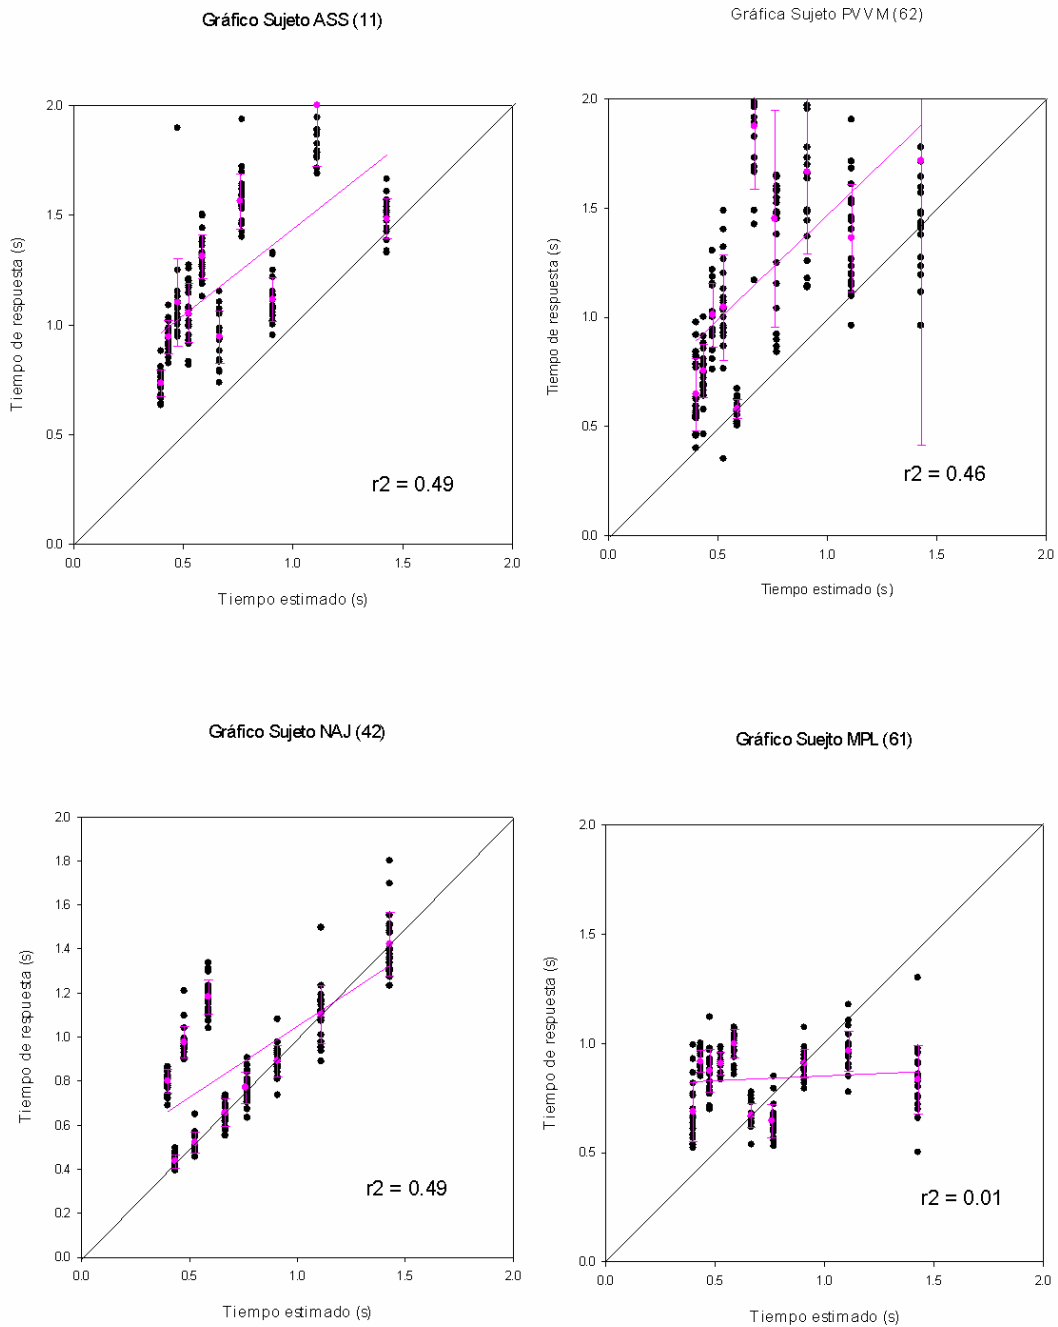 Gráfico Sujeto ASS (11)
2.0
1.5
1.0
0.5
0.0
Tiempo de respuesta (s)
r2 = 0.49
0.0 0.5 1.0 1.5 2.0
Tiempo estimado (s)
Gráfica Sujeto PVVM (62)
2.0
1.5
1.0
0.5
0.0
Tiempo de respuesta (s)
r2 = 0.46
0.0 0.5 1.0 1.5 2.0
Tiempo estimado (s)
Gráfico Sujeto NAJ (42)
2.0
1.8
1.6
1.4
1.2
1.0
0.8
0.6
0.4
0.2
0.0
Tiempo de respuesta (s)
r2 = 0.49
0.0 0.5 1.0 1.5 2.0
Tiempo estimado (s)
Gráfico Suejto MPL (61)
2.0
1.5
1.0
0.5
0.0
Tiempo de respuesta (s)
r2 = 0.01
0.0 0.5 1.0 1.5 2.0
Tiempo estimado (s)